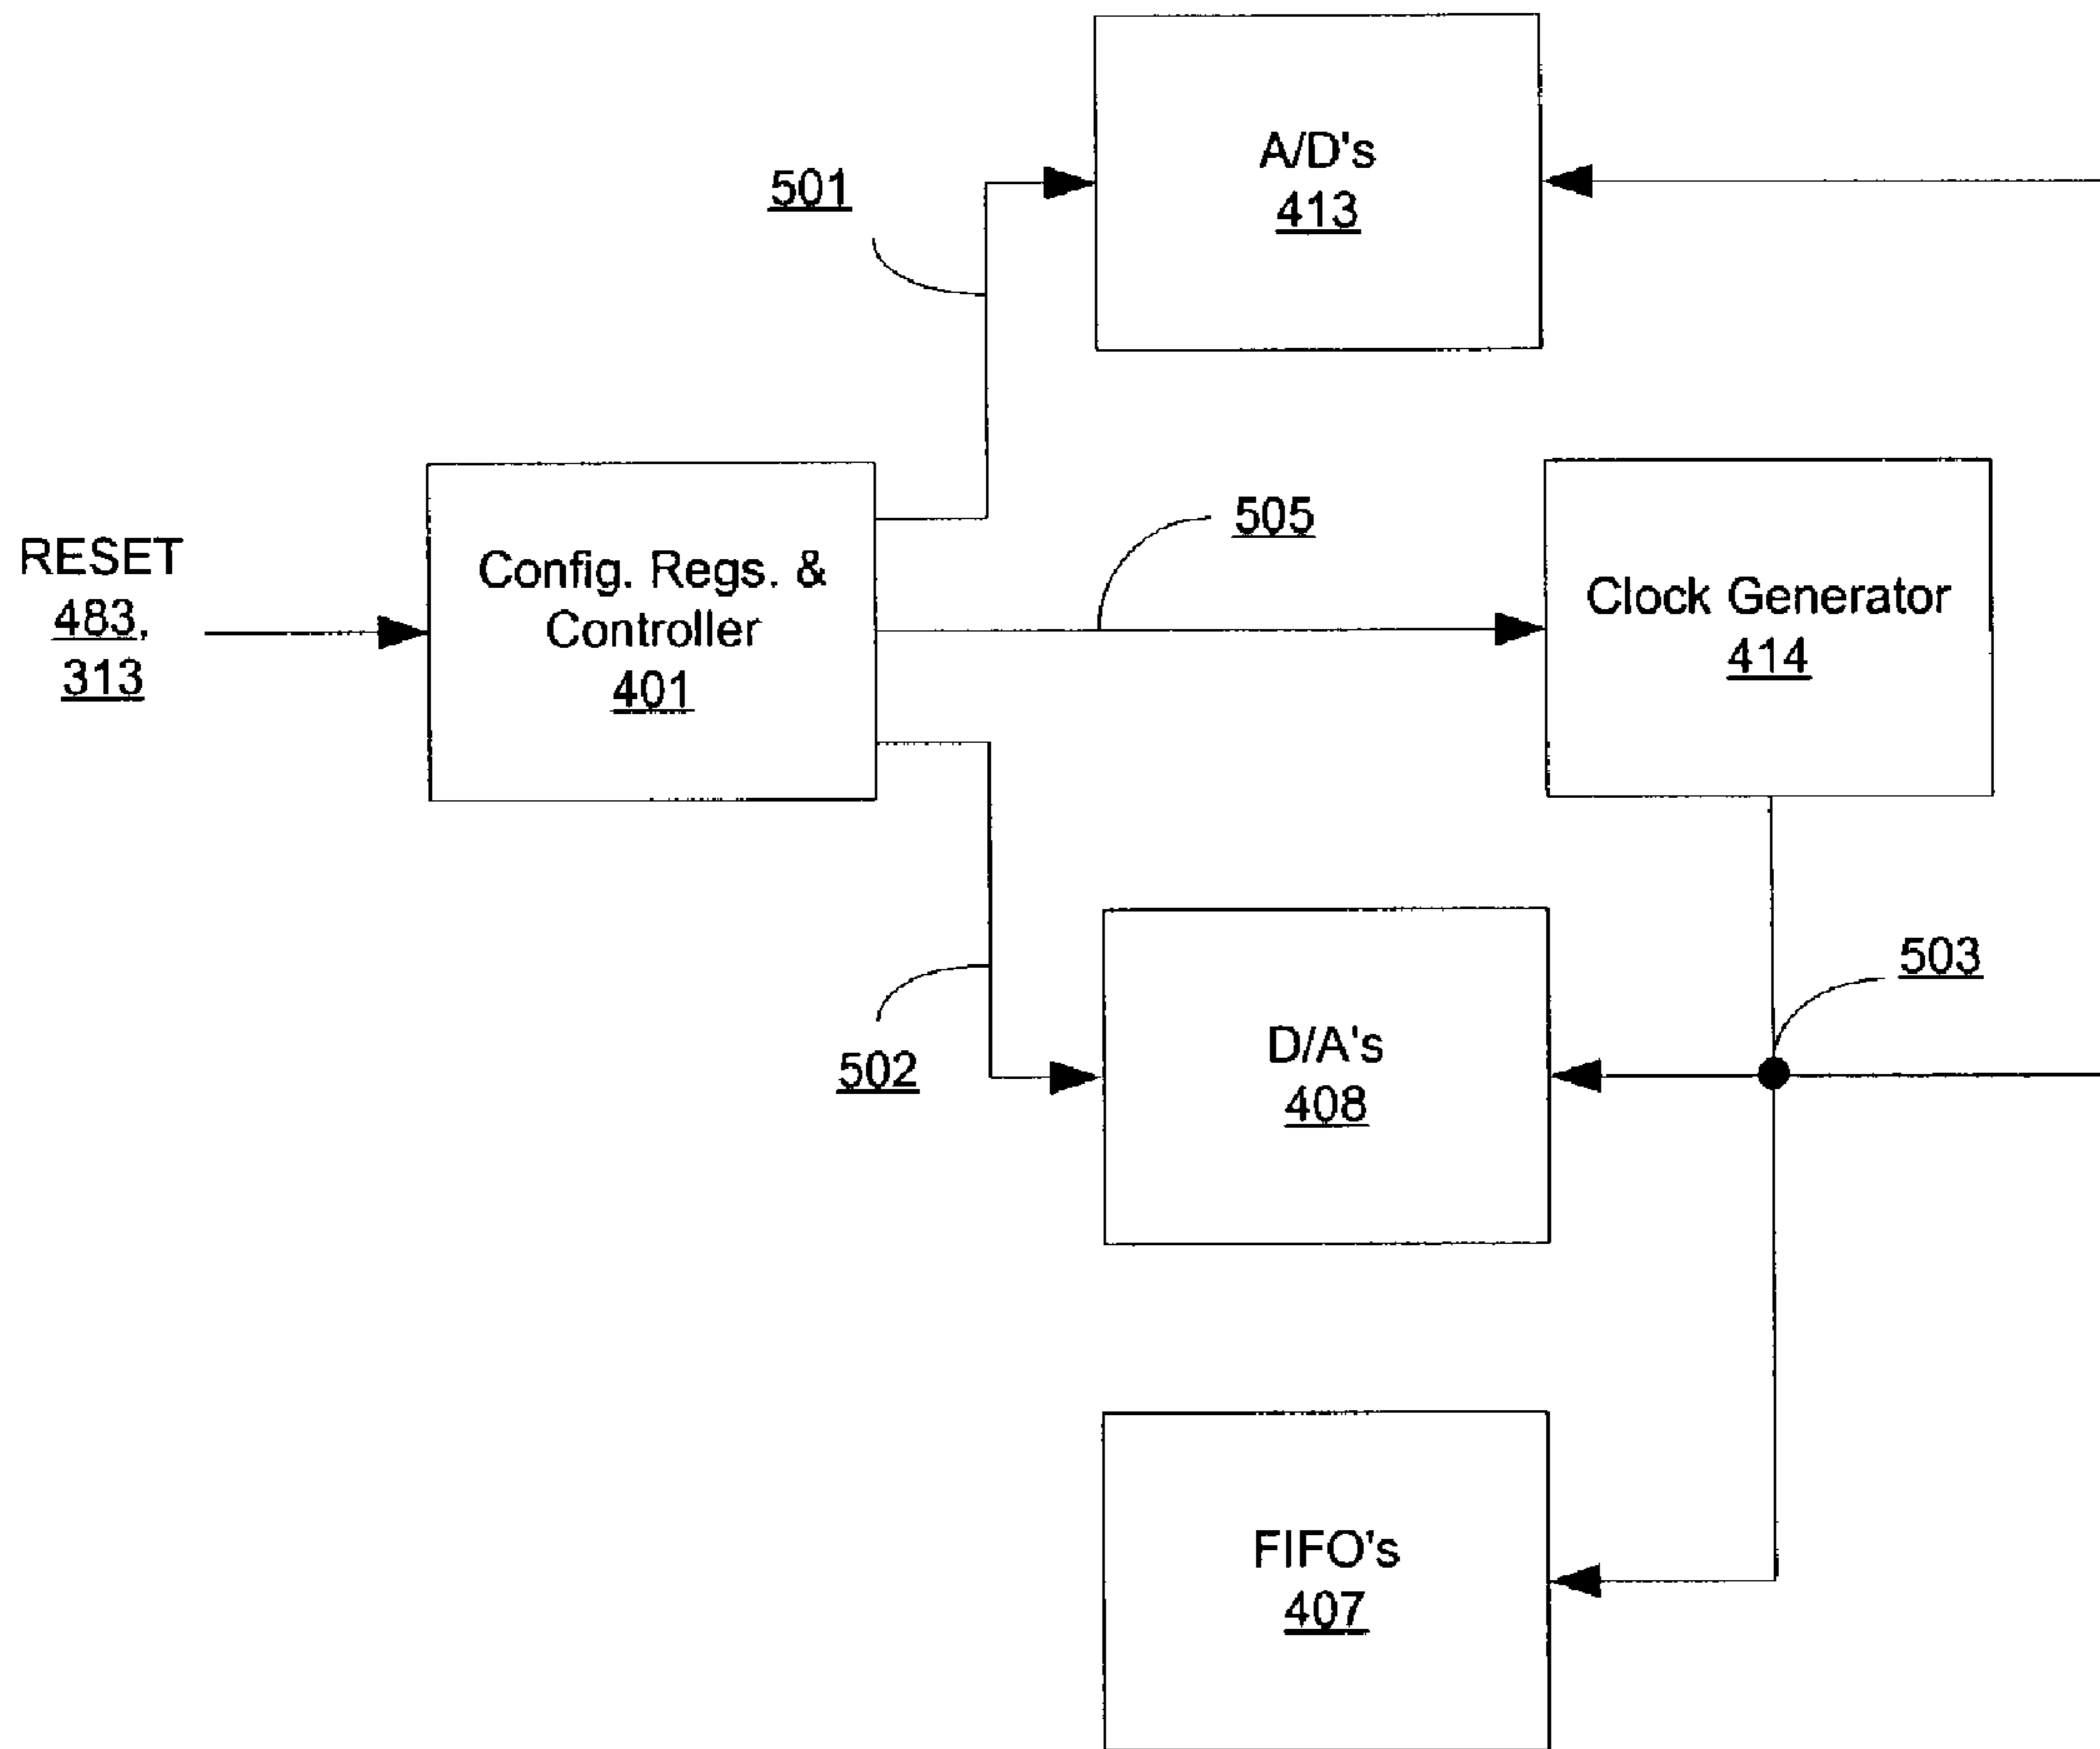 A/D's
413
501
505
RESET
483,
313
Config. Regs. &
Controller
401
Clock Generator
414
503
D/A's
408
502
FIFO's
407